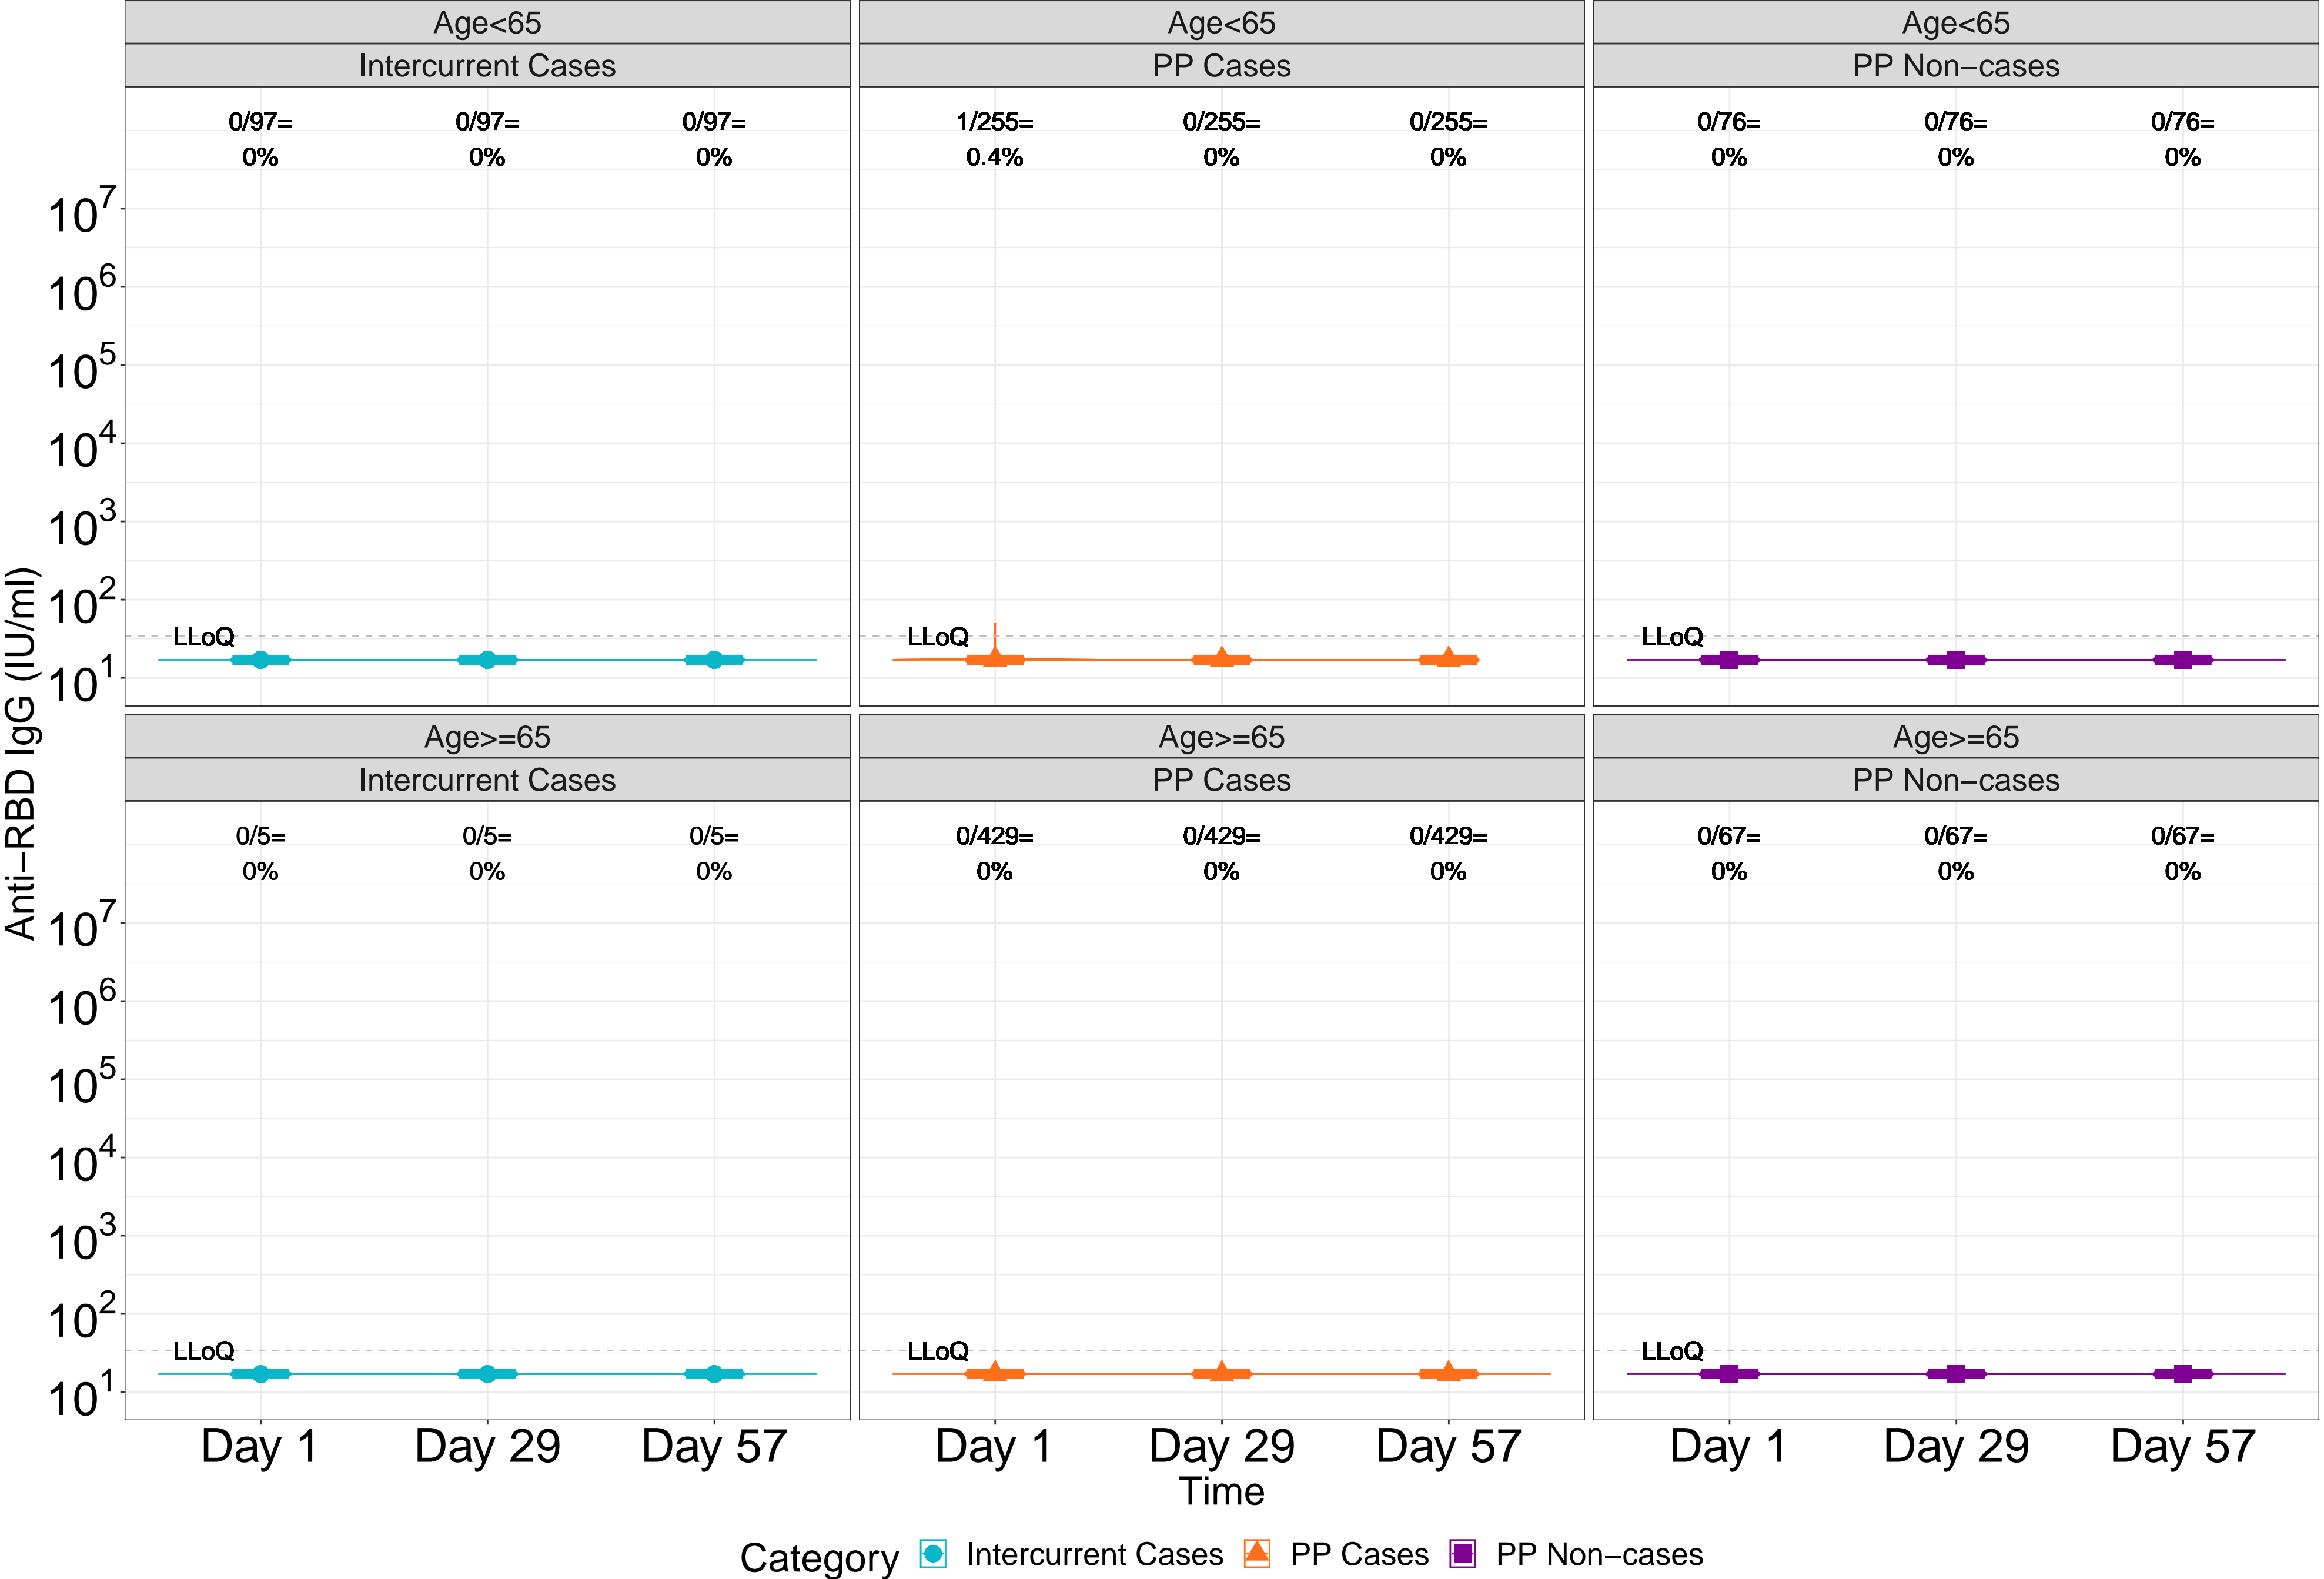 Age<65 Age<65 Age<65
Intercurrent Cases PP Cases PP Non−cases
0/97= 0/97= 0/97= 1/255= 0/255= 0/255= 0/76= 0/76= 0/76=
0% 0% 0% 0.4% 0% 0% 0% 0% 0%
10^7
10^6
10^5
10^4
10^3
10^2
LLoQ LLoQ LLoQ
10^1
Age>=65 Age>=65 Age>=65
Intercurrent Cases PP Cases PP Non−cases
0/5= 0/5= 0/5= 0/429= 0/429= 0/429= 0/67= 0/67= 0/67=
0% 0% 0% 0% 0% 0% 0% 0% 0%
10^7
10^6
10^5
10^4
10^3
10^2
LLoQ LLoQ LLoQ
10^1
Anti−RBD IgG (IU/ml)
Day 1 Day 29 Day 57 Day 1 Day 29 Day 57 Day 1 Day 29 Day 57
Time
Category Intercurrent Cases PP Cases PP Non−cases